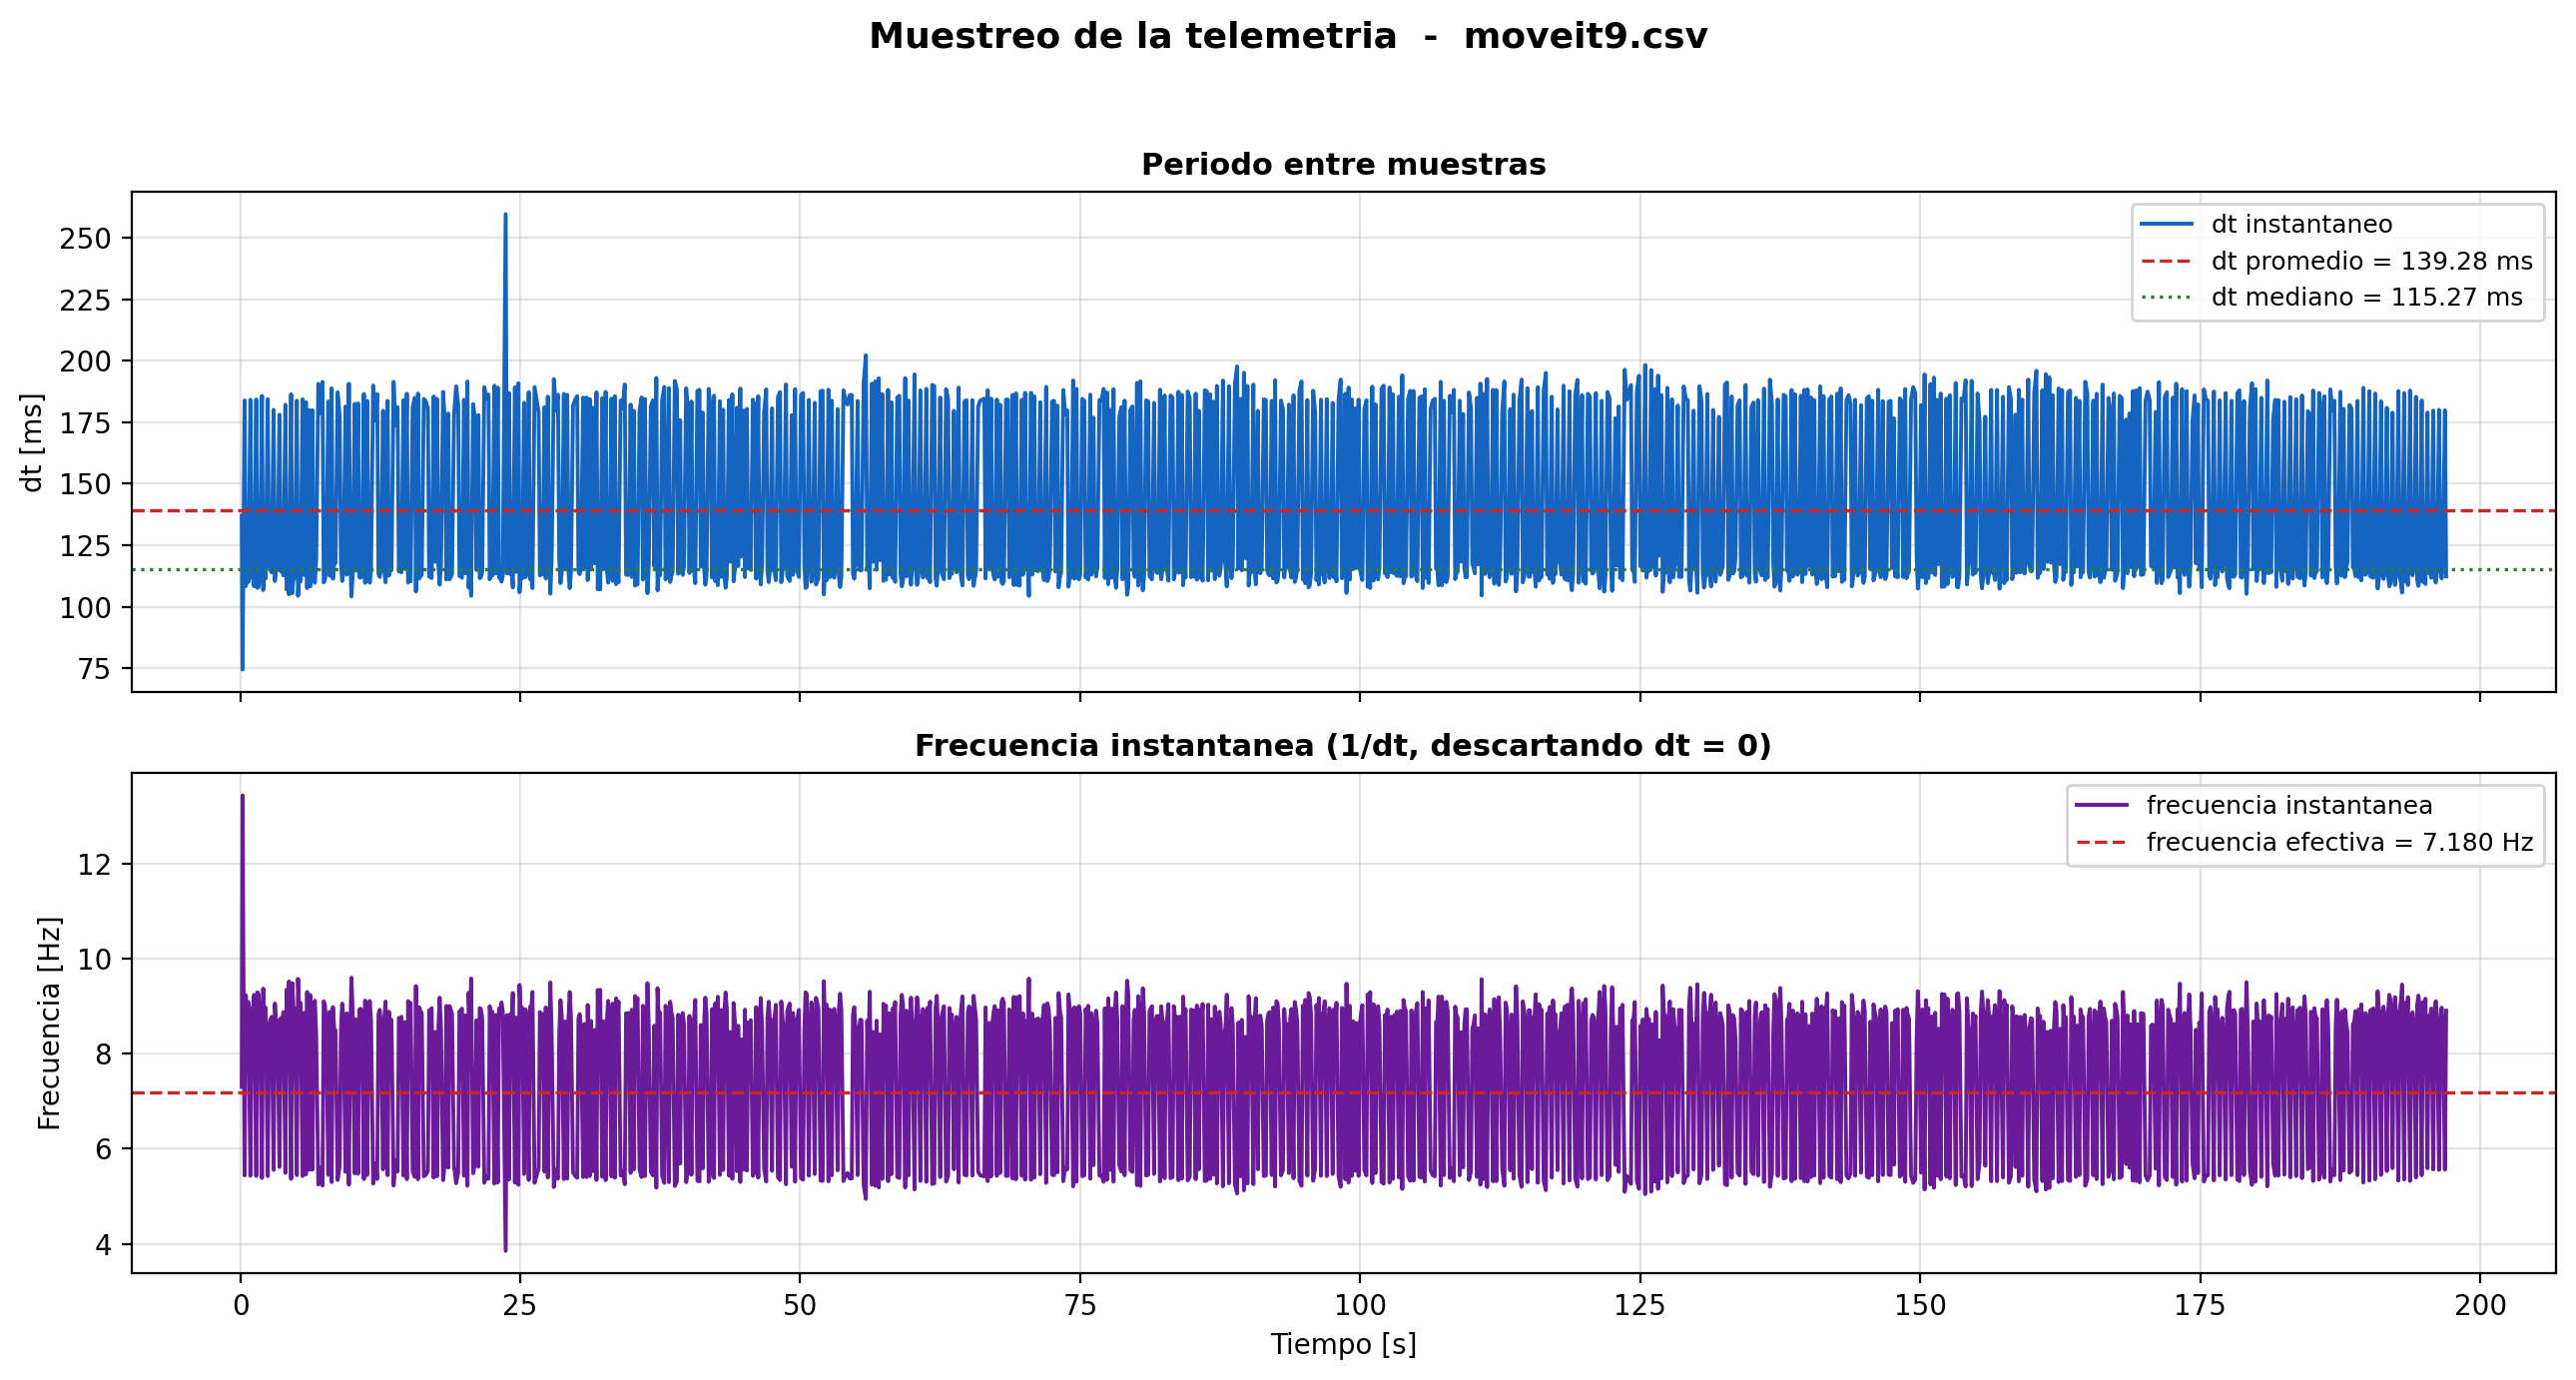 Muestreo de la telemetria - moveit9.csv
Periodo entre muestras
dt [ms]
250
225
200
175
150
125
100
75
dt instantaneo
dt promedio = 139.28 ms
dt mediano = 115.27 ms
Frecuencia instantanea (1/dt, descartando dt = 0)
Frecuencia [Hz]
12
10
8
6
4
frecuencia instantanea
frecuencia efectiva = 7.180 Hz
0 25 50 75 100 125 150 175 200
Tiempo [s]